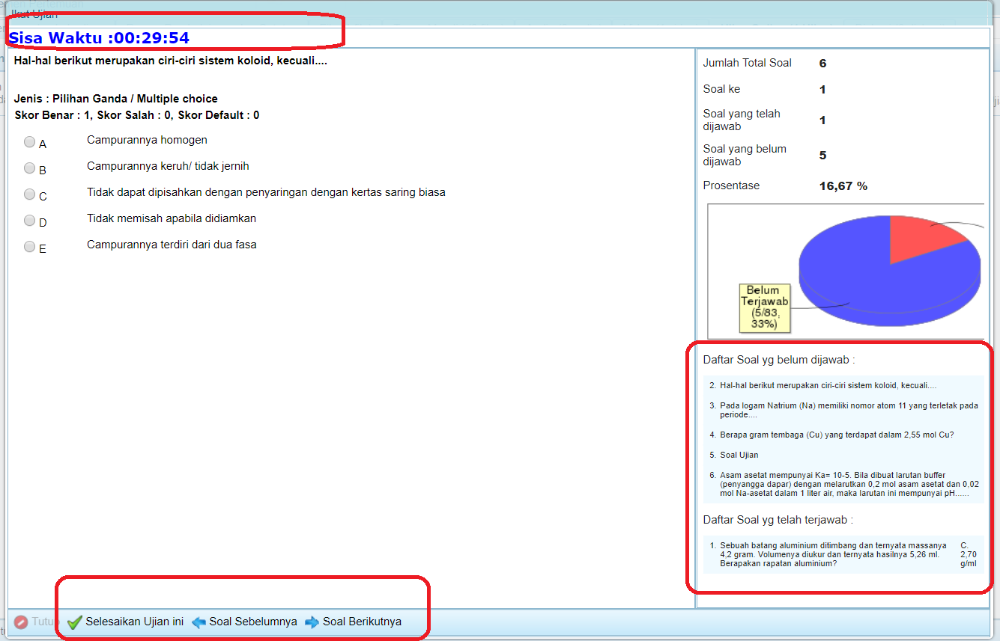 Ikut Ujian
Sisa Waktu :00:29:54
Hal-hal berikut merupakan ciri-ciri sistem koloid, kecuali....
Jenis : Pilihan Ganda / Multiple choice
Skor Benar : 1, Skor Salah : 0, Skor Default : 0
A Campurannya homogen
B Campurannya keruh/ tidak jernih
C Tidak dapat dipisahkan dengan penyaringan dengan kertas saring biasa
D Tidak memisah apabila didiamkan
E Campurannya terdiri dari dua fasa
Jumlah Total Soal 6
Soal ke 1
Soal yang telah
dijawab 1
Soal yang belum
dijawab 5
Prosentase 16,67 %
Belum
Terjawab
(5/83,
33%)
Daftar Soal yg belum dijawab :
2. Hal-hal berikut merupakan ciri-ciri sistem koloid, kecuali....
3. Pada logam Natrium (Na) memiliki nomor atom 11 yang terletak pada
periode....
4. Berapa gram tembaga (Cu) yang terdapat dalam 2,55 mol Cu?
5. Soal Ujian
6. Asam asetat mempunyai Ka= 10-5. Bila dibuat larutan buffer
(penyangga dapar) dengan melarutkan 0,2 mol asam asetat dan 0,02
mol Na-asetat dalam 1 liter air, maka larutan ini mempunyai pH......
Daftar Soal yg telah terjawab :
1. Sebuah batang aluminium ditimbang dan ternyata massanya C.
4,2 gram. Volumenya diukur dan ternyata hasilnya 5,26 ml. 2,70
Berapakan rapatan aluminium? g/ml
Tutup Selesaikan Ujian ini Soal Sebelumnya Soal Berikutnya